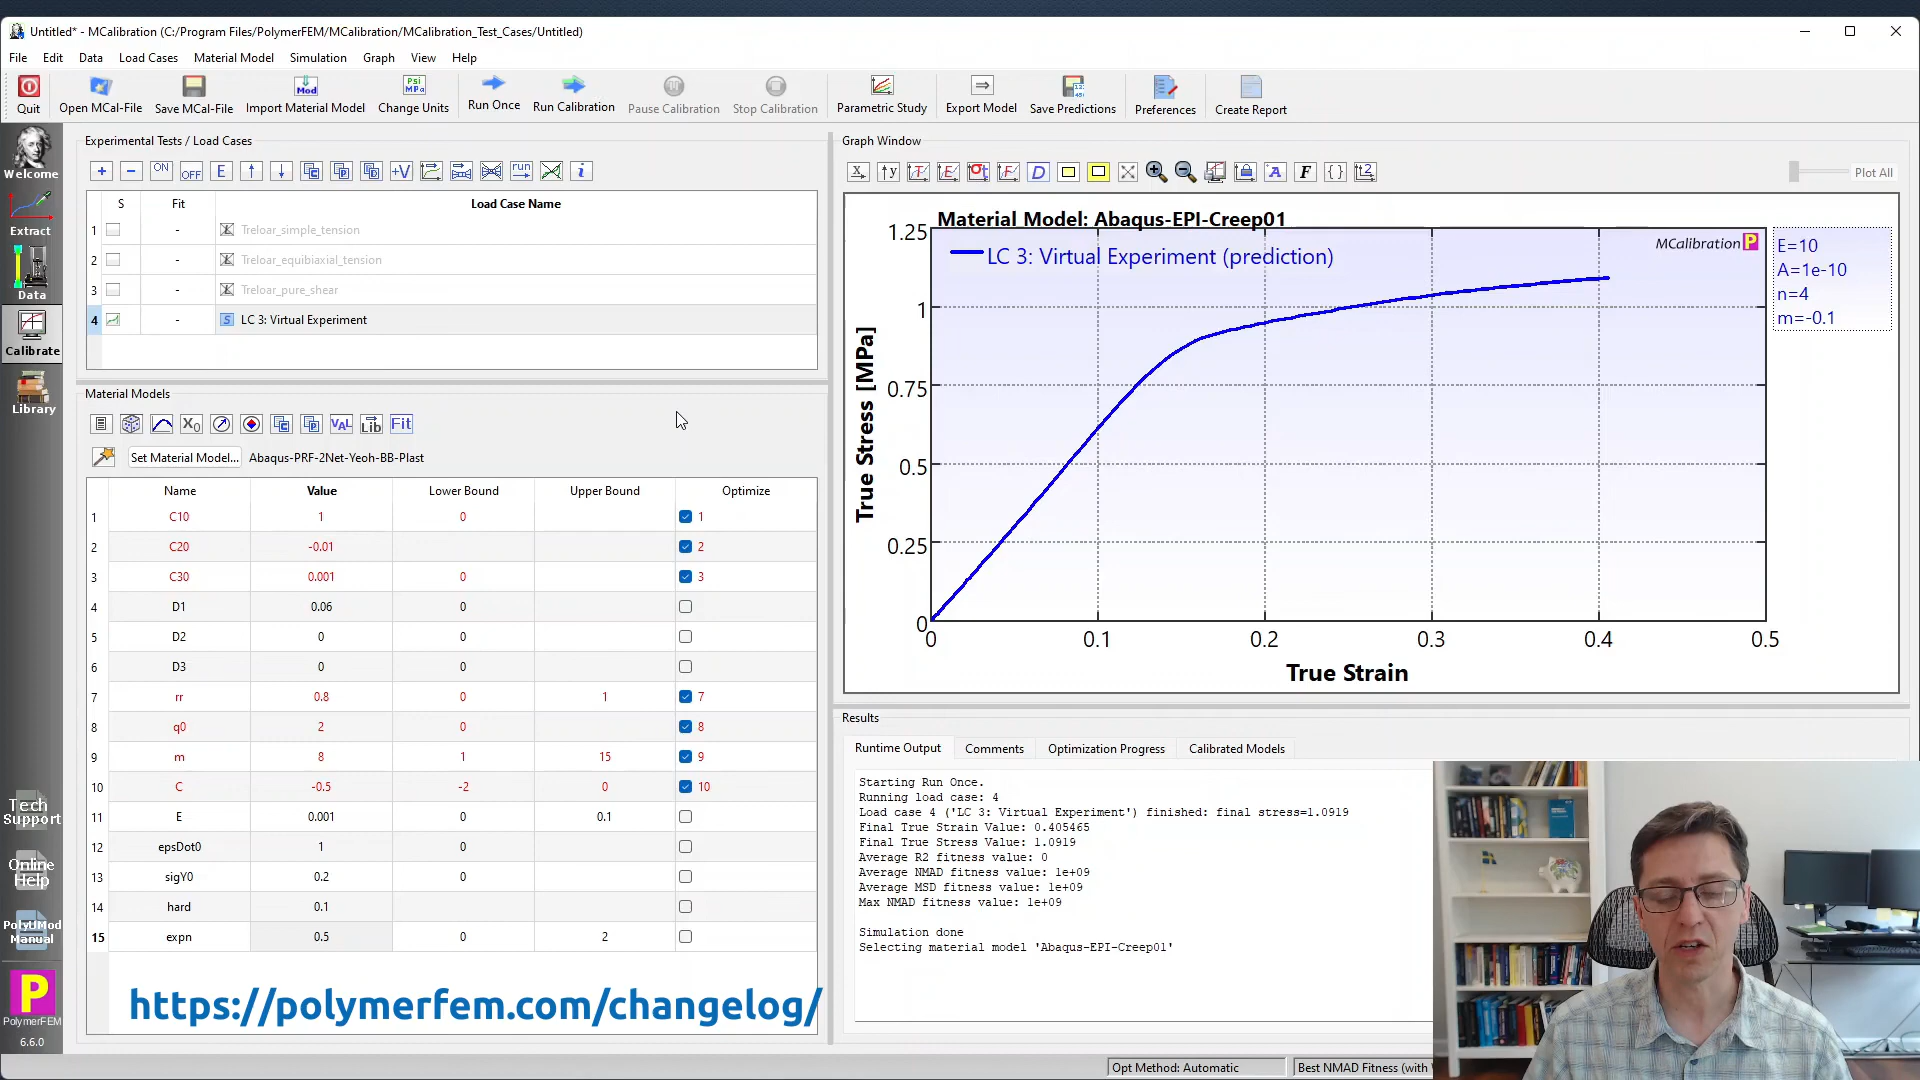 Untitled* - MCalibration (C:/Program Files/PolymerFEM/MCalibration/MCalibration_Test_Cases/Untitled)
File Edit Data Load Cases Material Model Simulation Graph View Help
Quit Open MCal-File Save MCal-File Import Material Model Change Units Run Once Run Calibration Pause Calibration Stop Calibration Parametric Study Export Model Save Predictions Preferences Create Report
Welcome
Extract
Data
Calibrate
Library
Tech Support
Online Help
PolyUMod Manual
PolymerFEM
6.6.0
Experimental Tests / Load Cases
ON OFF E +V run i
S Fit Load Case Name
1 - Treloar_simple_tension
2 - Treloar_equibiaxial_tension
3 - Treloar_pure_shear
4 - S LC 3: Virtual Experiment
Material Models
X0 VAL Lib Fit
Set Material Model... Abaqus-PRF-2Net-Yeoh-BB-Plast
Name Value Lower Bound Upper Bound Optimize
1 C10 1 0 1
2 C20 -0.01 2
3 C30 0.001 0 3
4 D1 0.06 0
5 D2 0 0
6 D3 0 0
7 rr 0.8 0 1 7
8 q0 2 0 8
9 m 8 1 15 9
10 C -0.5 -2 0 10
11 E 0.001 0 0.1
12 epsDot0 1 0
13 sigY0 0.2 0
14 hard 0.1
15 expn 0.5 0 2
https://polymerfem.com/changelog/
Graph Window
Plot All
Material Model: Abaqus-EPI-Creep01
LC 3: Virtual Experiment (prediction)
MCalibration P
E=10
A=1e-10
n=4
m=-0.1
True Stress [MPa]
1.25
1
0.75
0.5
0.25
0
0 0.1 0.2 0.3 0.4 0.5
True Strain
Results
Runtime Output Comments Optimization Progress Calibrated Models
Starting Run Once.
Running load case: 4
Load case 4 ('LC 3: Virtual Experiment') finished: final stress=1.0919
Final True Strain Value: 0.405465
Final True Stress Value: 1.0919
Average R2 fitness value: 0
Average NMAD fitness value: 1e+09
Average MSD fitness value: 1e+09
Max NMAD fitness value: 1e+09
Simulation done
Selecting material model 'Abaqus-EPI-Creep01'
Opt Method: Automatic
Best NMAD Fitness (with